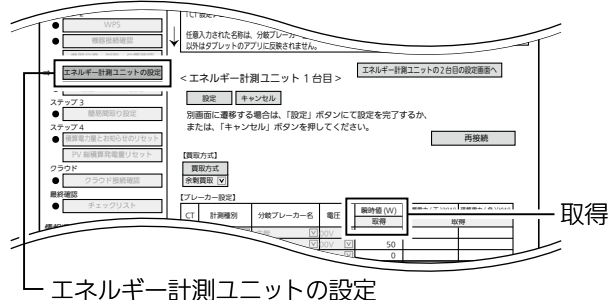 WPS
機器接続確認
エネルギー計測ユニットの設定
ステップ 3
簡易間取り設定
ステップ 4
積算電力量とお知らせのリセット
PV 総積算発電量リセット
クラウド
クラウド接続確認
最終確認
チェックリスト
任意入力された名称は、分岐ブレーカー
以外はタブレットのアプリに反映されません。
エネルギー計測ユニットの2台目の設定画面へ
< エネルギー計測ユニット 1 台目 >
設定 キャンセル
別画面に遷移する場合は、「設定」ボタンにて設定を完了するか、
または、「キャンセル」ボタンを押してください。
再接続
【買取方式】
買取方式
余剰買取
【ブレーカー設定】
CT 計測種別 分岐ブレーカー名 電圧 瞬時値 (W)
取得 取得
50
0
取得
エネルギー計測ユニットの設定